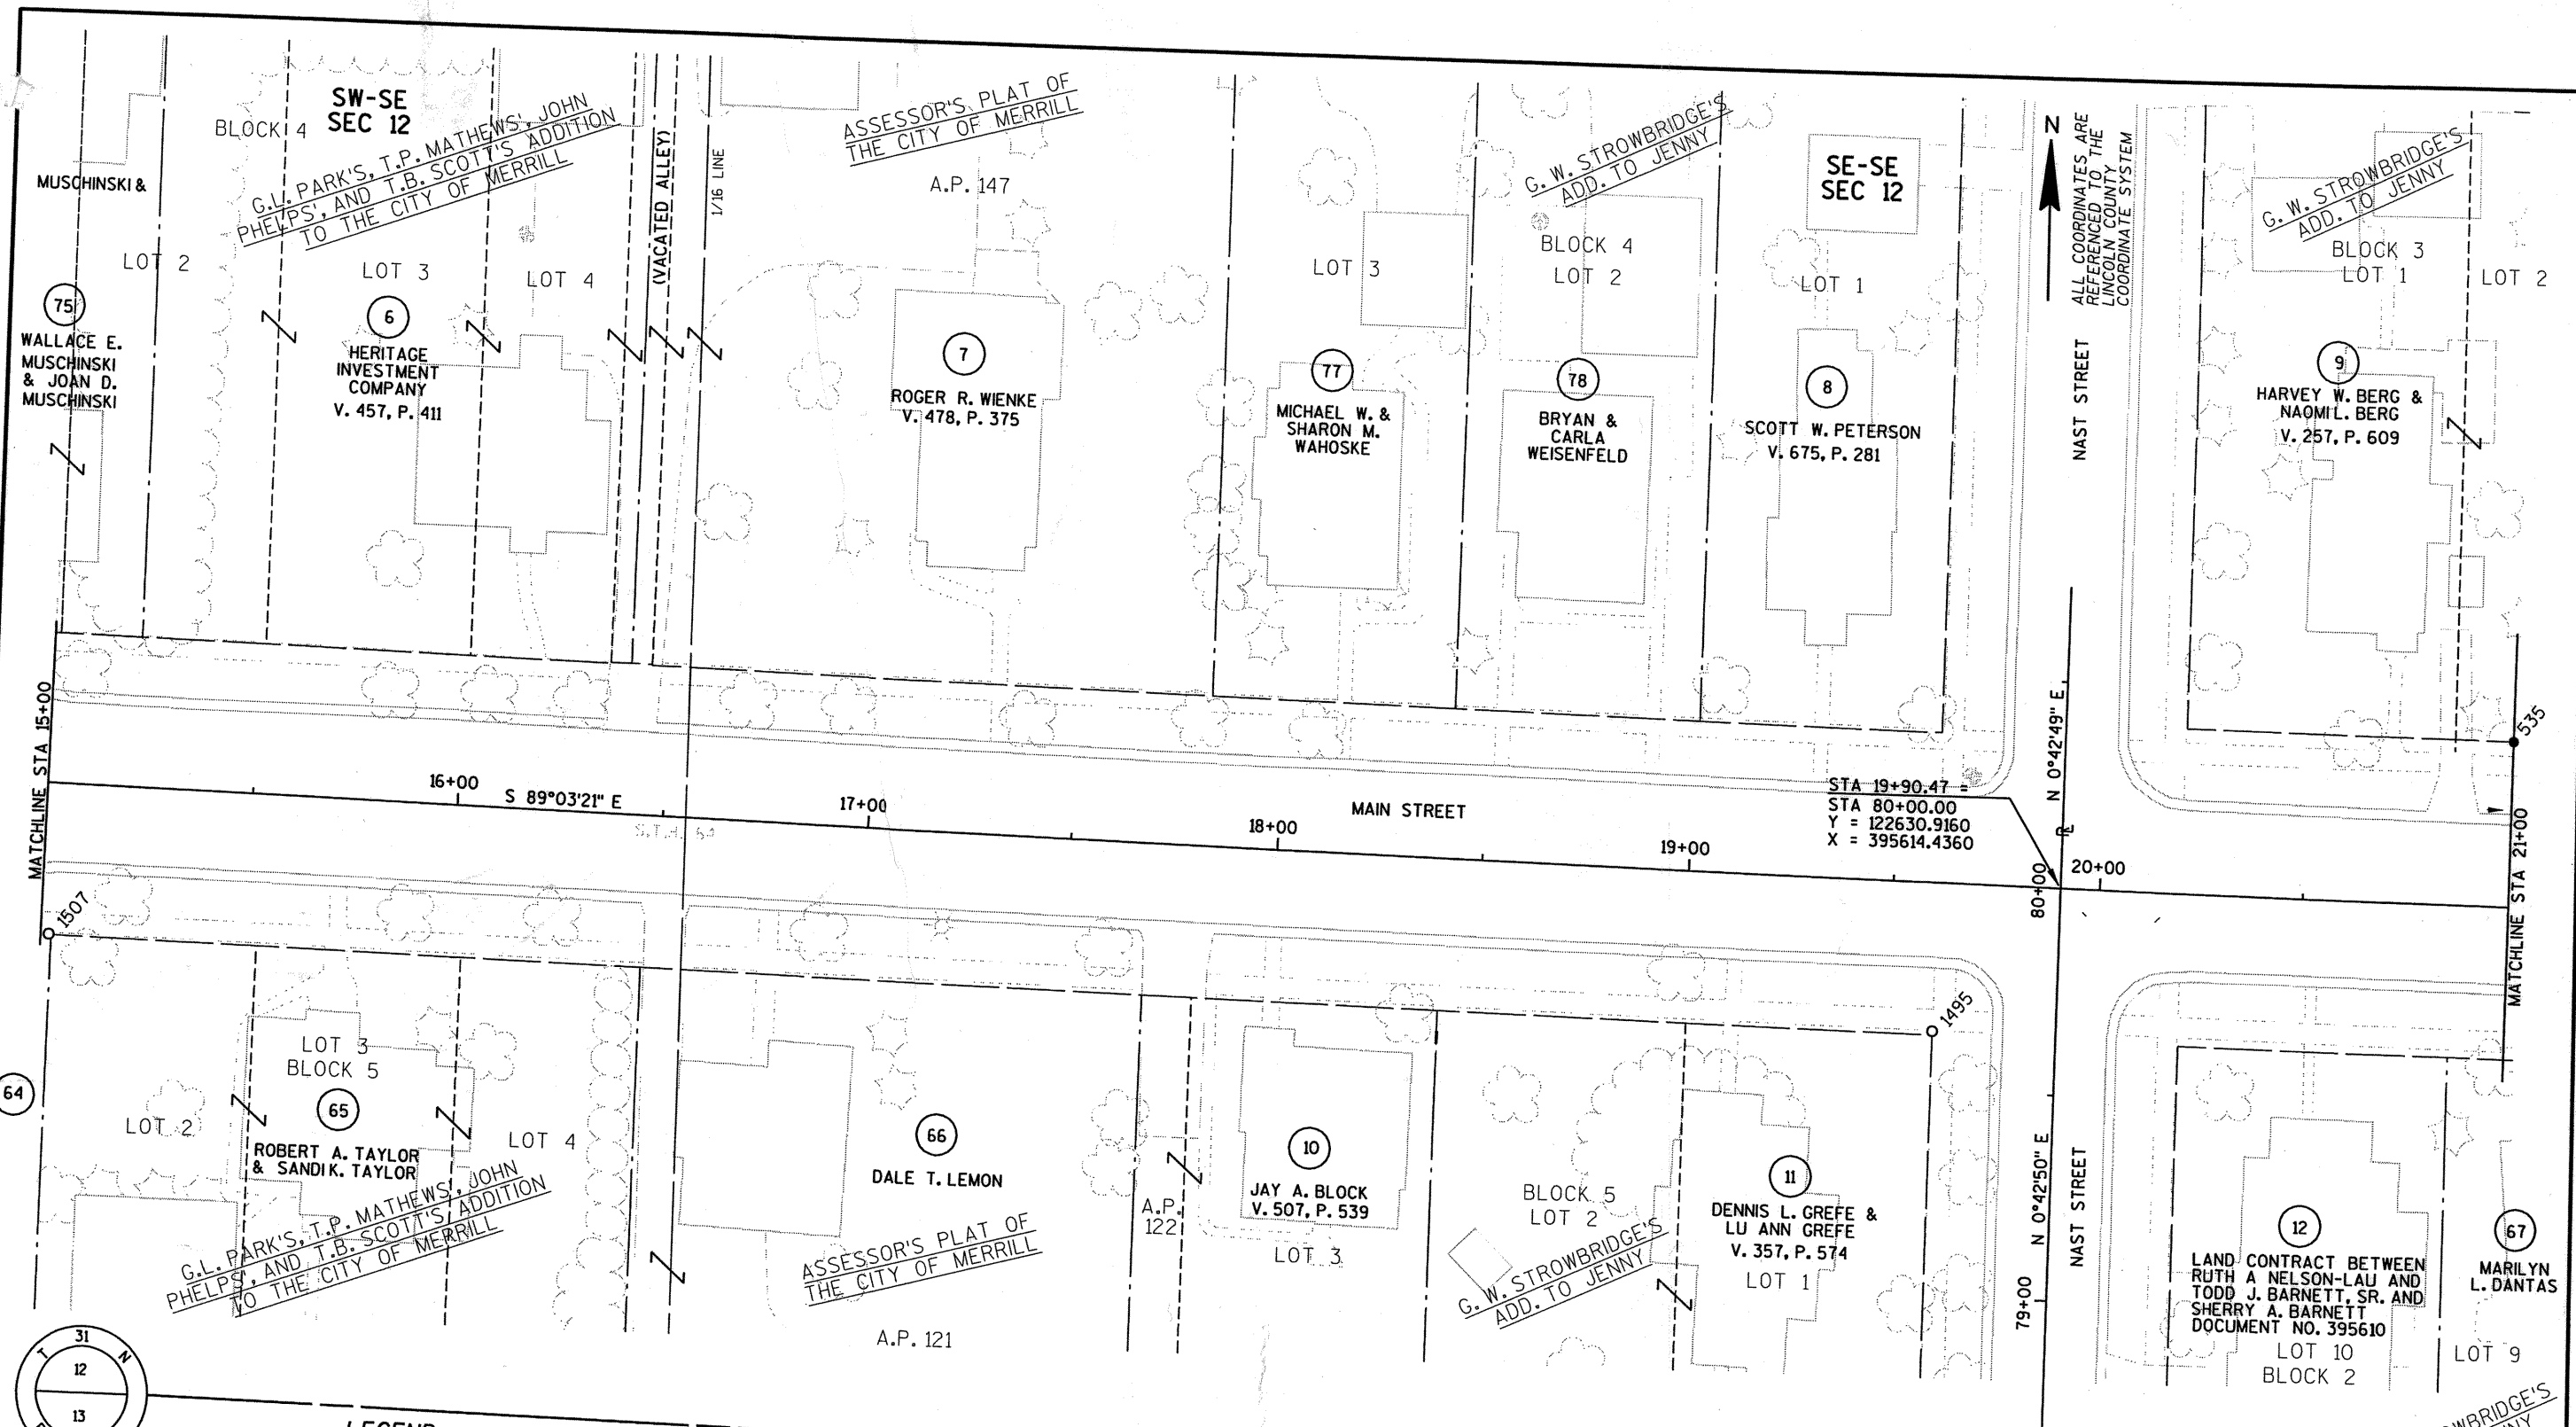 SW-SE
SEC 12
BLOCK 4
G.L. PARK'S, T.P. MATHEWS', JOHN
PHELPS', AND T.B. SCOTT'S ADDITION
TO THE CITY OF MERRILL
MUSCHINSKI &
LOT 2
75
WALLACE E.
MUSCHINSKI
& JOAN D.
MUSCHINSKI
LOT 3
6
HERITAGE
INVESTMENT
COMPANY
V. 457, P. 411
LOT 4
(VACATED ALLEY)
1/16 LINE
ASSESSOR'S PLAT OF
THE CITY OF MERRILL
A.P. 147
7
ROGER R. WIENKE
V. 478, P. 375
LOT 3
77
MICHAEL W. &
SHARON M.
WAHOSKE
G. W. STROWBRIDGE'S
ADD. TO JENNY
BLOCK 4
LOT 2
78
BRYAN &
CARLA
WEISENFELD
SE-SE
SEC 12
LOT 1
8
SCOTT W. PETERSON
V. 675, P. 281
N
ALL COORDINATES ARE
REFERENCED TO THE
LINCOLN COUNTY
COORDINATE SYSTEM
NAST STREET
G. W. STROWBRIDGE'S
ADD. TO JENNY
BLOCK 3
LOT 1
LOT 2
9
HARVEY W. BERG &
NAOMI L. BERG
V. 257, P. 609
MATCHLINE STA 15+00
16+00
S 89°03'21" E
S.T.H. 64
17+00
18+00
MAIN STREET
19+00
STA 19+90.47 =
STA 80+00.00
Y = 122630.9160
X = 395614.4360
N 0°42'49" E
80+00
20+00
535
MATCHLINE STA 21+00
1507
1495
64
LOT 2
LOT 3
BLOCK 5
65
ROBERT A. TAYLOR
& SANDI K. TAYLOR
LOT 4
G.L. PARK'S, T.P. MATHEWS', JOHN
PHELPS', AND T.B. SCOTT'S ADDITION
TO THE CITY OF MERRILL
66
DALE T. LEMON
ASSESSOR'S PLAT OF
THE CITY OF MERRILL
A.P. 121
A.P.
122
10
JAY A. BLOCK
V. 507, P. 539
LOT 3
BLOCK 5
LOT 2
G. W. STROWBRIDGE'S
ADD. TO JENNY
11
DENNIS L. GREFE &
LU ANN GREFE
V. 357, P. 574
LOT 1
N 0°42'50" E
NAST STREET
79+00
12
LAND CONTRACT BETWEEN
RUTH A NELSON-LAU AND
TODD J. BARNETT, SR. AND
SHERRY A. BARNETT
DOCUMENT NO. 395610
LOT 10
BLOCK 2
67
MARILYN
L. DANTAS
LOT 9
T
31
N
12
13
LEGEND